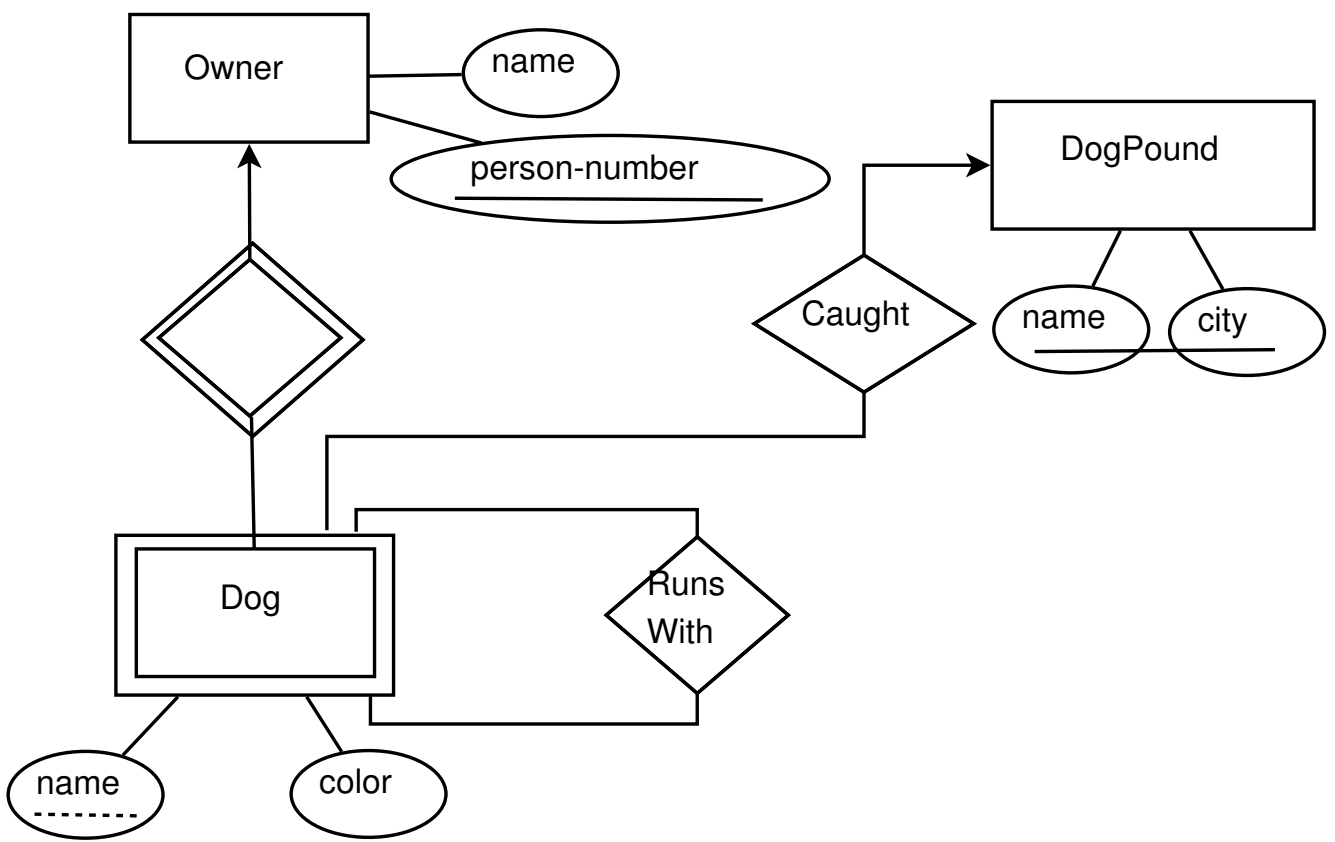 Owner
name
person-number
DogPound
name
city
Caught
Runs
With
Dog
name
color